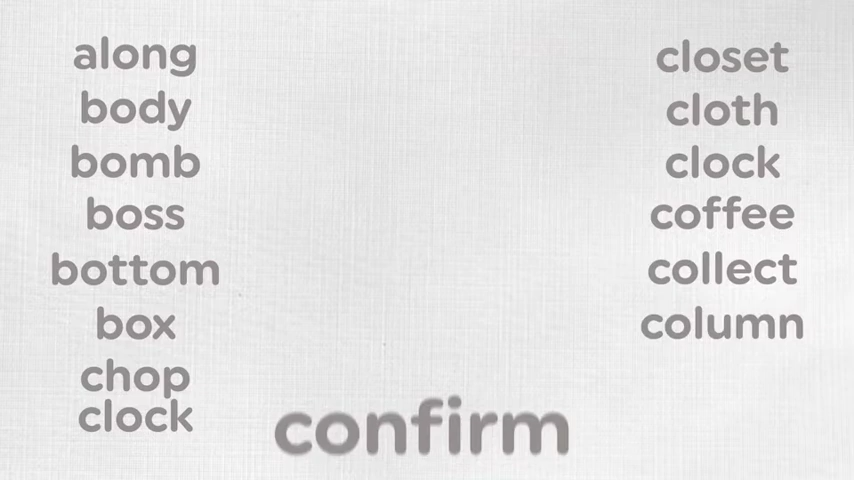 along
body
bomb
boss
bottom
box
chop
clock
closet
cloth
clock
coffee
collect
column
confirm